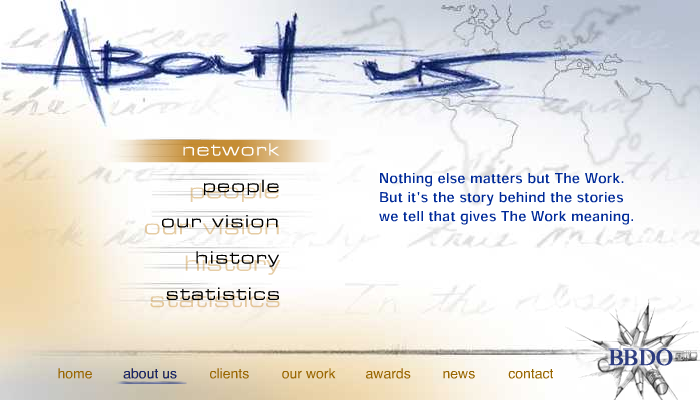 About us
network
people
our vision
history
statistics
Nothing else matters but The Work.
But it's the story behind the stories
we tell that gives The Work meaning.
BBDO
home about us clients our work awards news contact